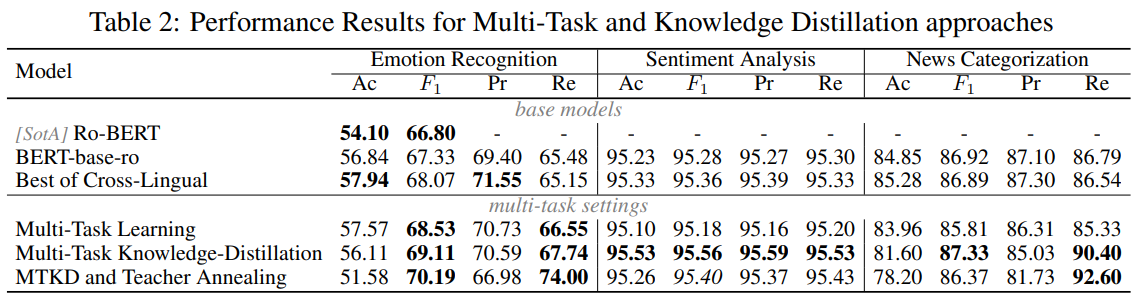 Table 2: Performance Results for Multi-Task and Knowledge Distillation approaches
Model Emotion Recognition Sentiment Analysis News Categorization
Ac F1 Pr Re Ac F1 Pr Re Ac F1 Pr Re
base models
[SotA] Ro-BERT 54.10 66.80 - - - - - - - - - -
BERT-base-ro 56.84 67.33 69.40 65.48 95.23 95.28 95.27 95.30 84.85 86.92 87.10 86.79
Best of Cross-Lingual 57.94 68.07 71.55 65.15 95.33 95.36 95.39 95.33 85.28 86.89 87.30 86.54
multi-task settings
Multi-Task Learning 57.57 68.53 70.73 66.55 95.10 95.18 95.16 95.20 83.96 85.81 86.31 85.33
Multi-Task Knowledge-Distillation 56.11 69.11 70.59 67.74 95.53 95.56 95.59 95.53 81.60 87.33 85.03 90.40
MTKD and Teacher Annealing 51.58 70.19 66.98 74.00 95.26 95.40 95.37 95.43 78.20 86.37 81.73 92.60